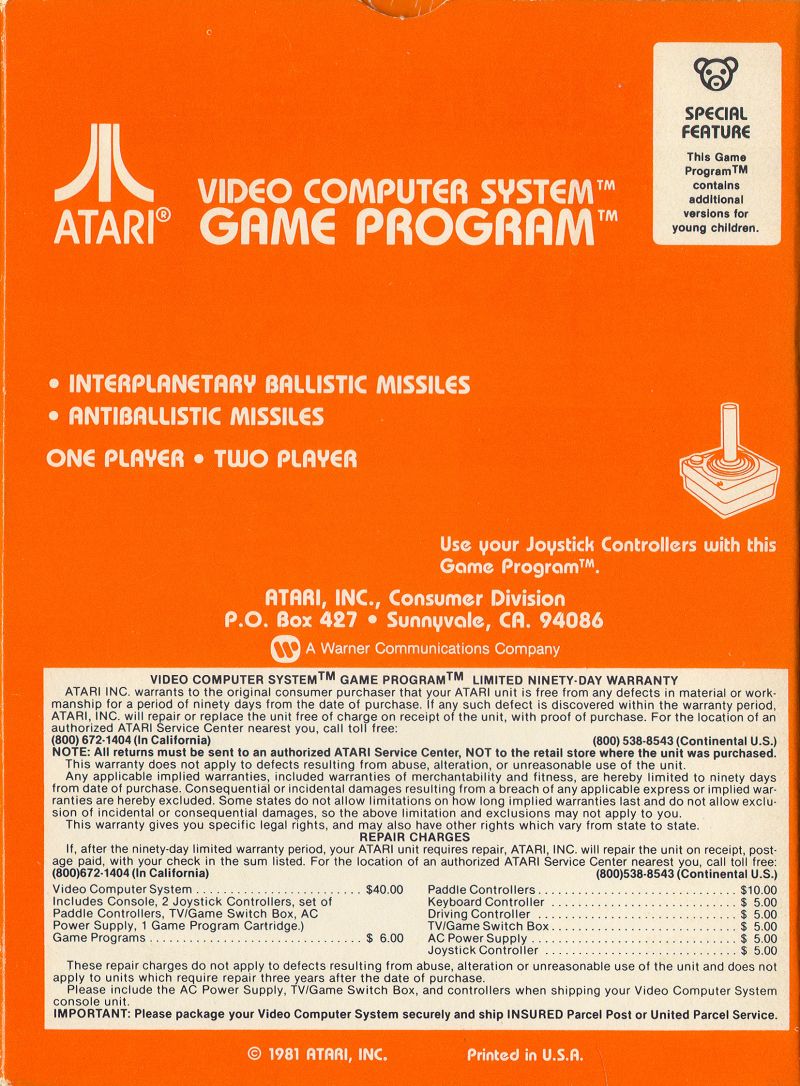 SPECIAL
FEATURE
This Game
Program™
contains
additional
versions for
young children.
ATARI®
VIDEO COMPUTER SYSTEM™
GAME PROGRAM™
• INTERPLANETARY BALLISTIC MISSILES
• ANTIBALLISTIC MISSILES
ONE PLAYER • TWO PLAYER
Use your Joystick Controllers with this
Game Program™.
ATARI, INC., Consumer Division
P.O. Box 427 • Sunnyvale, CA. 94086
A Warner Communications Company
VIDEO COMPUTER SYSTEM™ GAME PROGRAM™ LIMITED NINETY-DAY WARRANTY
ATARI INC. warrants to the original consumer purchaser that your ATARI unit is free from any defects in material or work-
manship for a period of ninety days from the date of purchase. If any such defect is discovered within the warranty period,
ATARI, INC. will repair or replace the unit free of charge on receipt of the unit, with proof of purchase. For the location of an
authorized ATARI Service Center nearest you, call toll free:
(800) 672-1404 (In California) (800) 538-8543 (Continental U.S.)
NOTE: All returns must be sent to an authorized ATARI Service Center, NOT to the retail store where the unit was purchased.
This warranty does not apply to defects resulting from abuse, alteration, or unreasonable use of the unit.
Any applicable implied warranties, included warranties of merchantability and fitness, are hereby limited to ninety days
from date of purchase. Consequential or incidental damages resulting from a breach of any applicable express or implied war-
ranties are hereby excluded. Some states do not allow limitations on how long implied warranties last and do not allow exclu-
sion of incidental or consequential damages, so the above limitation and exclusions may not apply to you.
This warranty gives you specific legal rights, and may also have other rights which vary from state to state.
REPAIR CHARGES
If, after the ninety-day limited warranty period, your ATARI unit requires repair, ATARI, INC. will repair the unit on receipt, post-
age paid, with your check in the sum listed. For the location of an authorized ATARI Service Center nearest you, call toll free:
(800)672-1404 (In California) (800)538-8543 (Continental U.S.)
Video Computer System . . . . . . . . . . . . . . . . . . . . . . . . $40.00
Includes Console, 2 Joystick Controllers, set of
Paddle Controllers, TV/Game Switch Box, AC
Power Supply, 1 Game Program Cartridge.)
Game Programs . . . . . . . . . . . . . . . . . . . . . . . . . . . . . . . $ 6.00
Paddle Controllers . . . . . . . . . . . . . . . . . . . . . . . . . . . . . $10.00
Keyboard Controller . . . . . . . . . . . . . . . . . . . . . . . . . . . $ 5.00
Driving Controller . . . . . . . . . . . . . . . . . . . . . . . . . . . . . $ 5.00
TV/Game Switch Box . . . . . . . . . . . . . . . . . . . . . . . . . . . $ 5.00
AC Power Supply . . . . . . . . . . . . . . . . . . . . . . . . . . . . . . $ 5.00
Joystick Controller . . . . . . . . . . . . . . . . . . . . . . . . . . . . $ 5.00
These repair charges do not apply to defects resulting from abuse, alteration or unreasonable use of the unit and does not
apply to units which require repair three years after the date of purchase.
Please include the AC Power Supply, TV/Game Switch Box, and controllers when shipping your Video Computer System
console unit.
IMPORTANT: Please package your Video Computer System securely and ship INSURED Parcel Post or United Parcel Service.
© 1981 ATARI, INC. Printed in U.S.A.